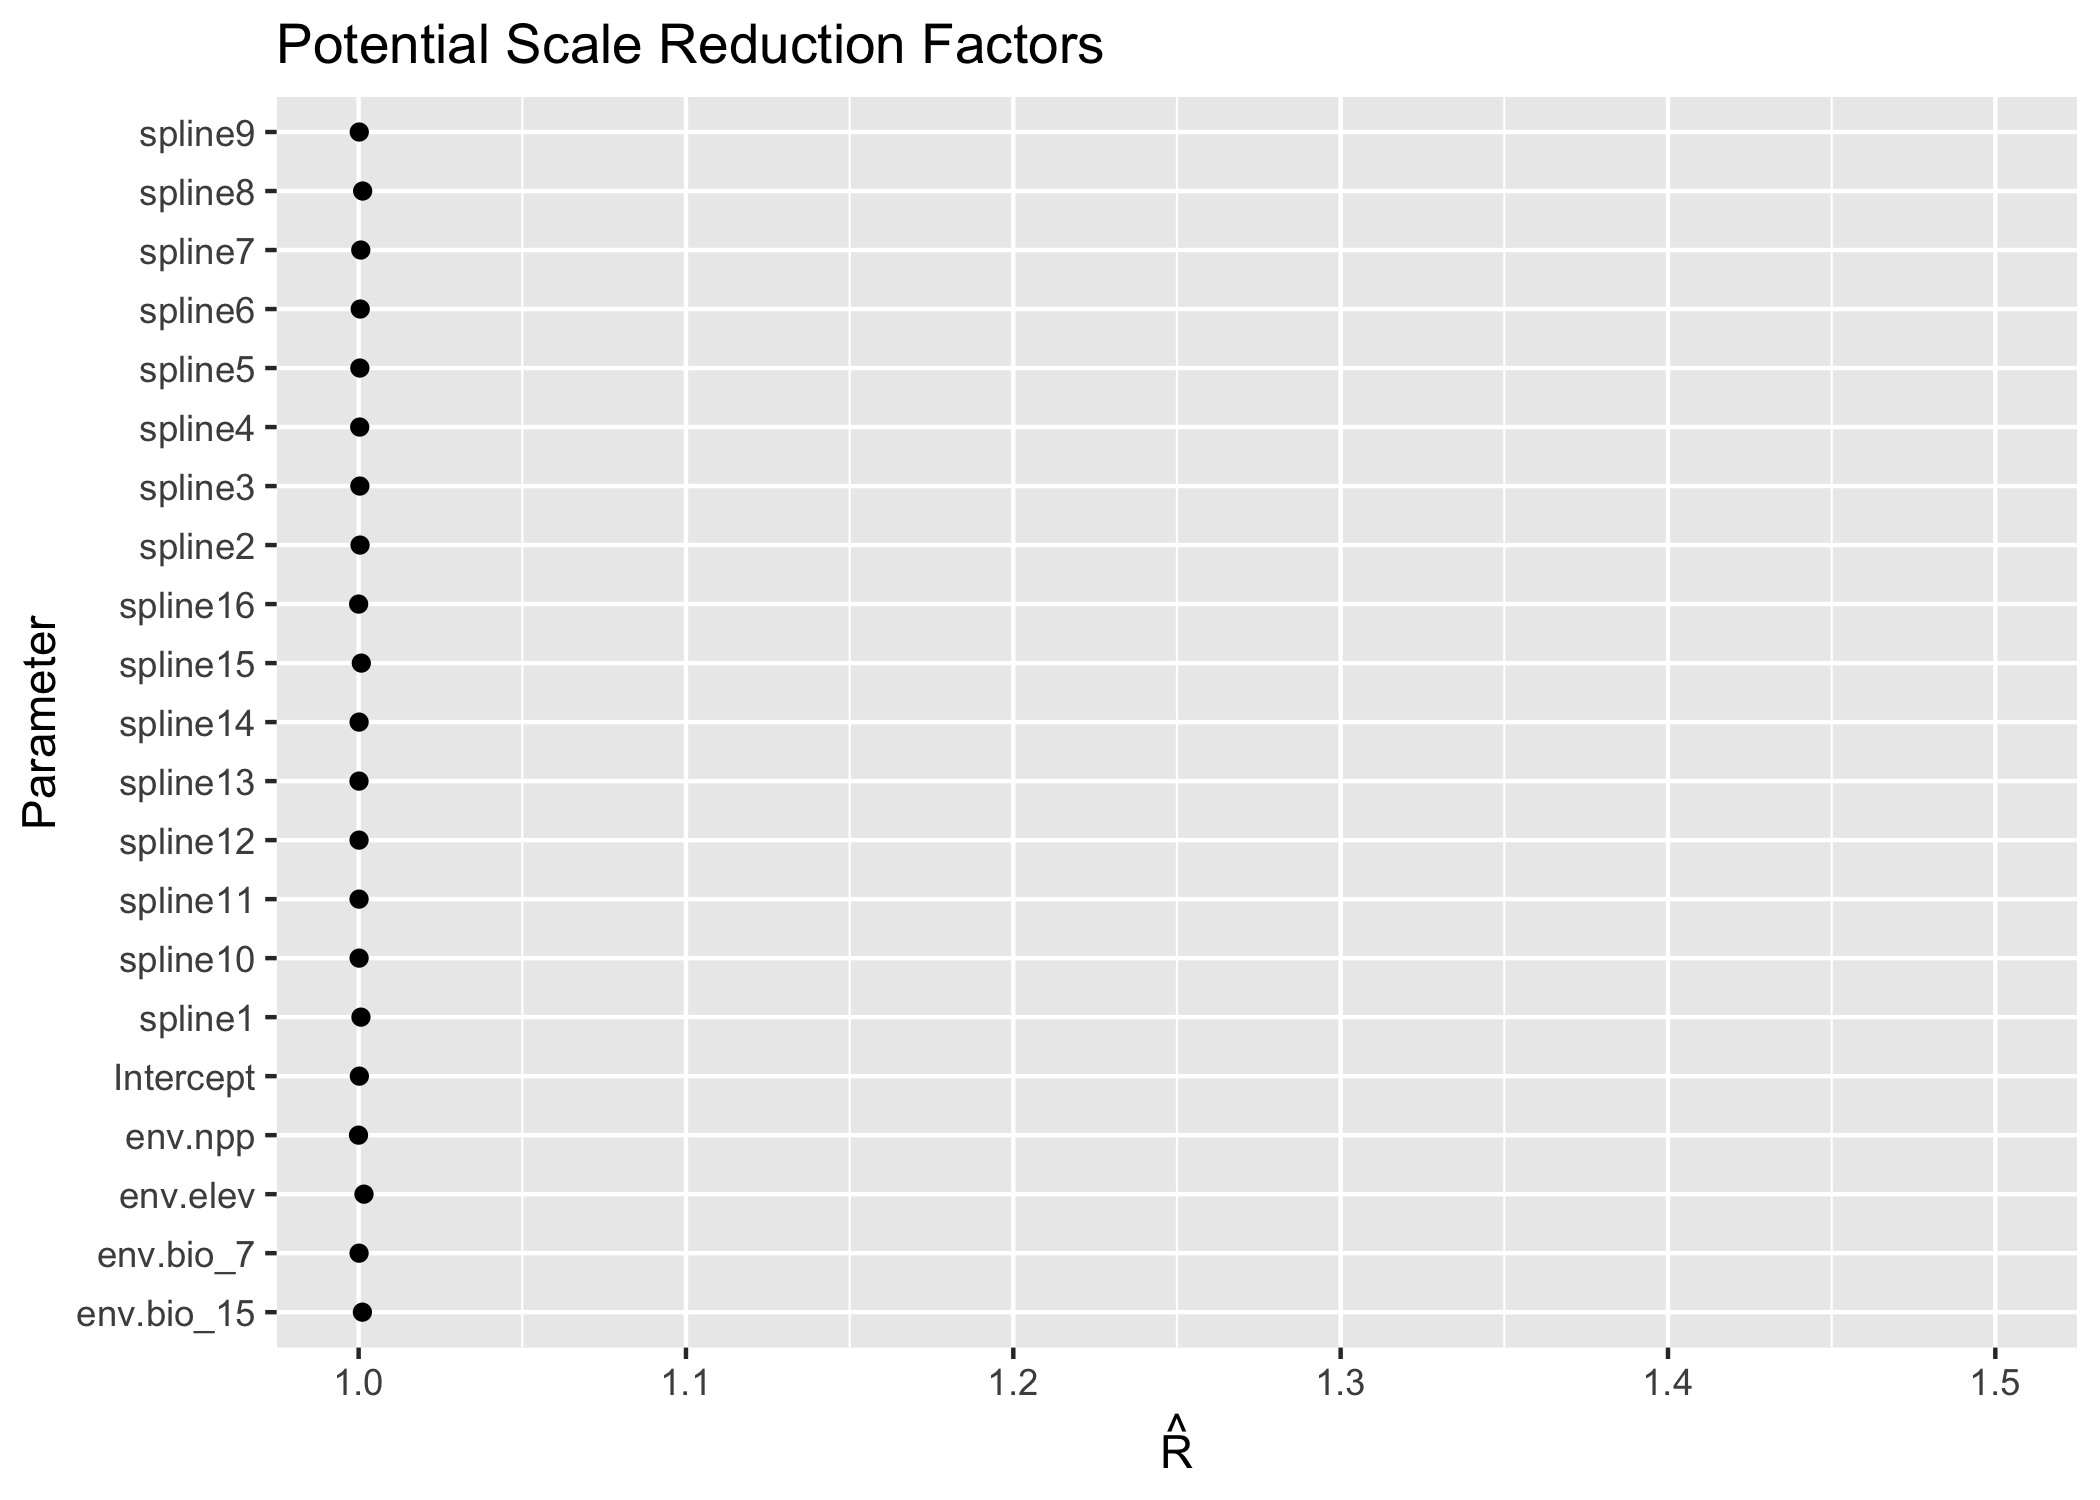 Potential Scale Reduction Factors
Parameter
spline9
spline8
spline7
spline6
spline5
spline4
spline3
spline2
spline16
spline15
spline14
spline13
spline12
spline11
spline10
spline1
Intercept
env.npp
env.elev
env.bio_7
env.bio_15
1.0 1.1 1.2 1.3 1.4 1.5
R̂